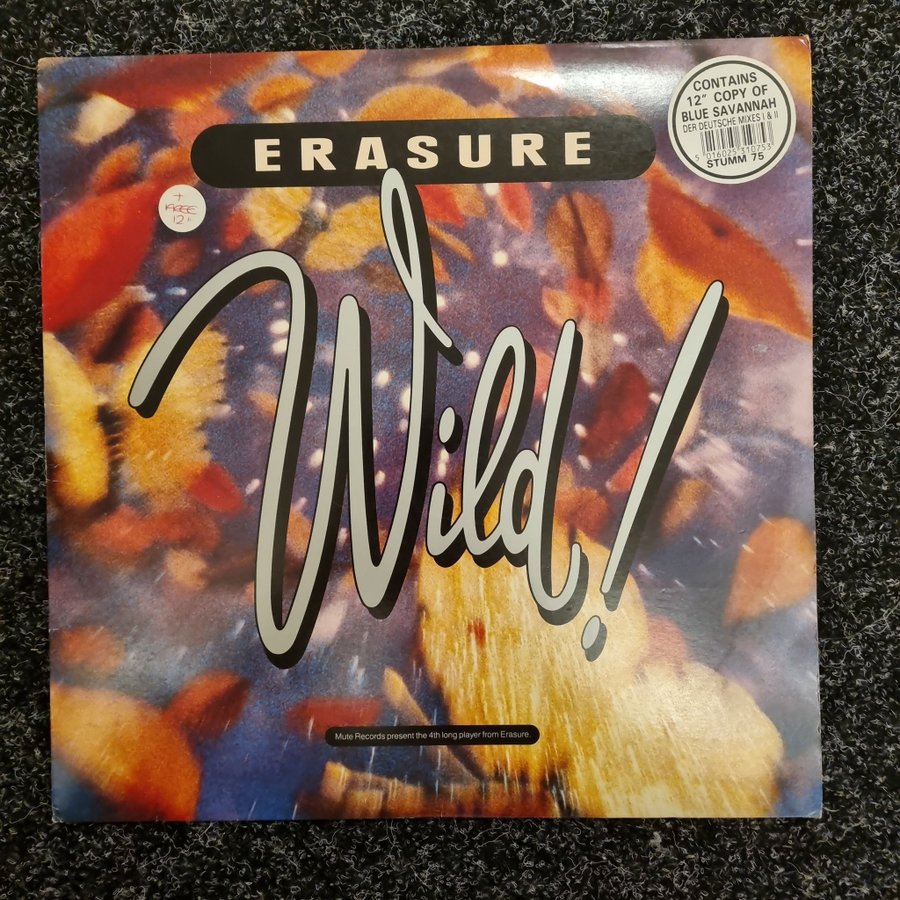 ERASURE
CONTAINS
12" COPY OF
BLUE SAVANNAH
DER DEUTSCHE MIXES I & II
5 016025 310753
STUMM 75
+
FREE
12"
Wild!
Mute Records present the 4th long player from Erasure.